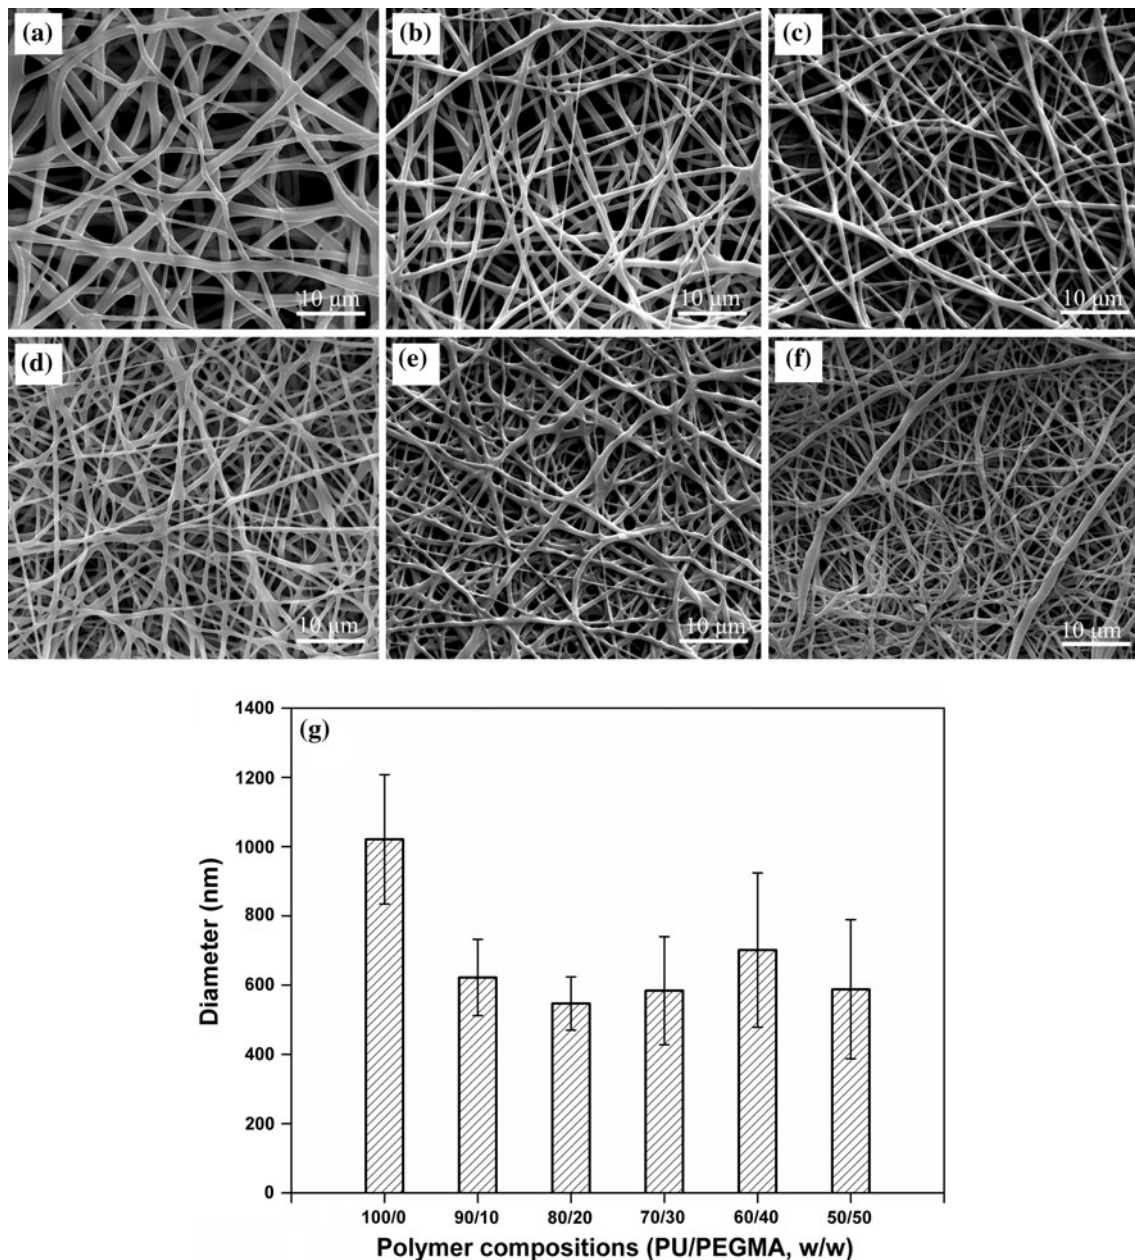 (a)
(b)
(c)
10 µm
10 µm
10 µm
(d)
(e)
(f)
10 µm
10 µm
10 µm
(g)
1400
1200
1000
800
600
400
200
0
Diameter (nm)
100/0 90/10 80/20 70/30 60/40 50/50
Polymer compositions (PU/PEGMA, w/w)